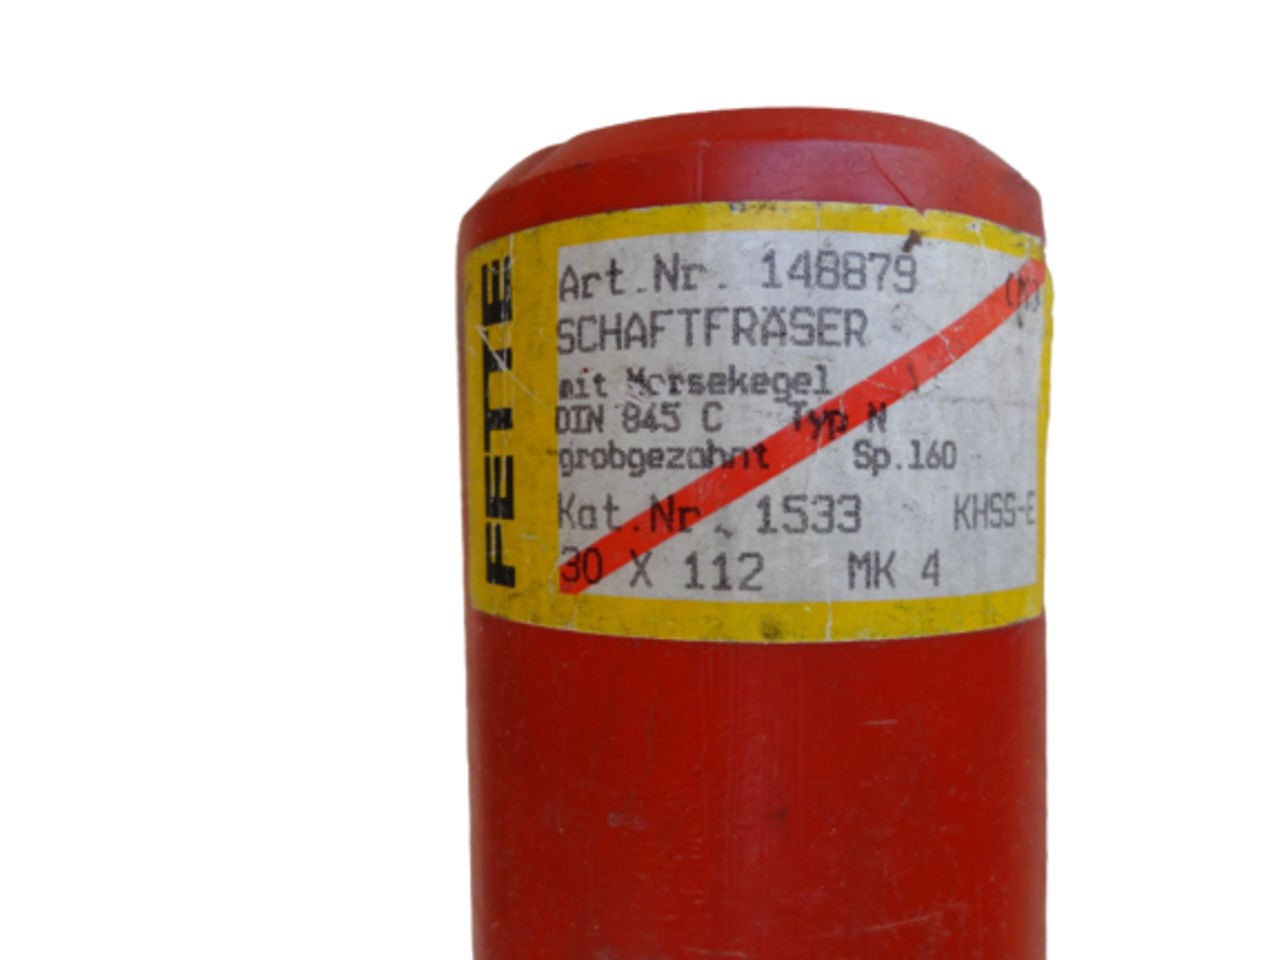 FETTE
Art.Nr. 148879
SCHAFTFRÄSER
mit Morsekegel
DIN 845 C Typ N
grobgezahnt Sp.160
Kat.Nr. 1533 KHSS-E
30 X 112 MK 4